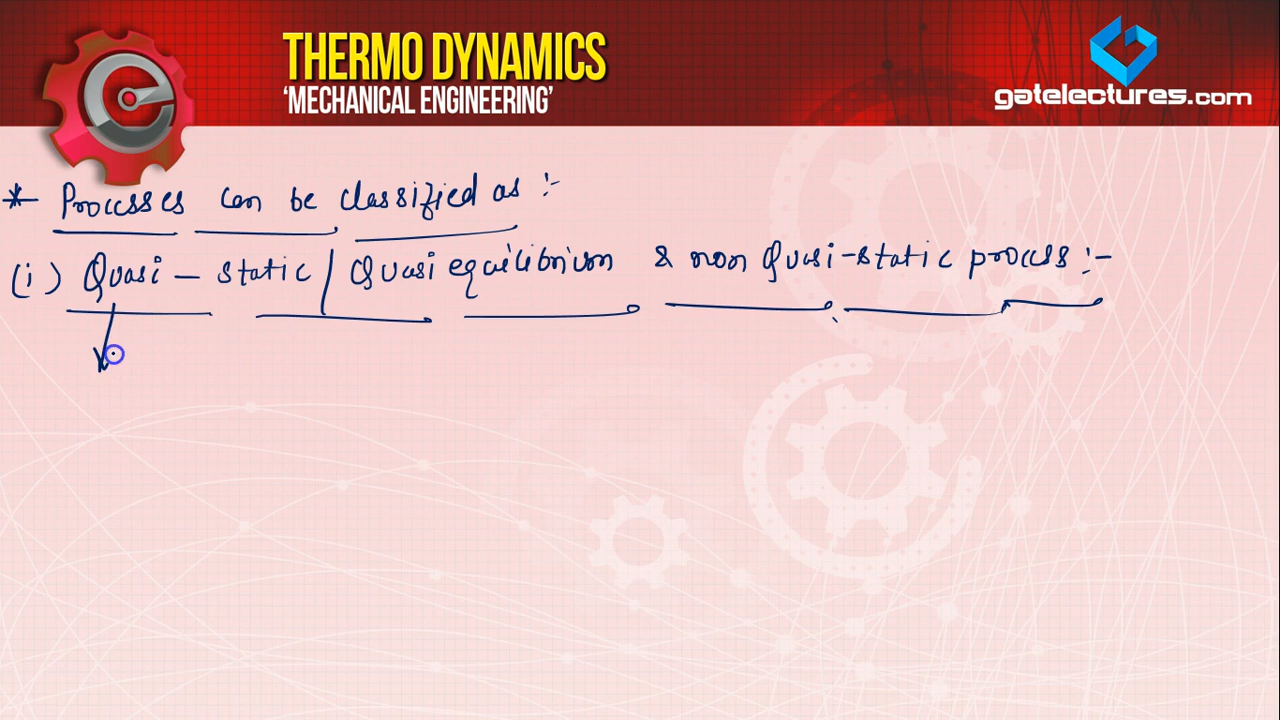 THERMO DYNAMICS
'MECHANICAL ENGINEERING'
gatelectures.com
* Processes can be classified as :-
(i) Quasi - static / Quasi equilibrium & non Quasi-static process :-